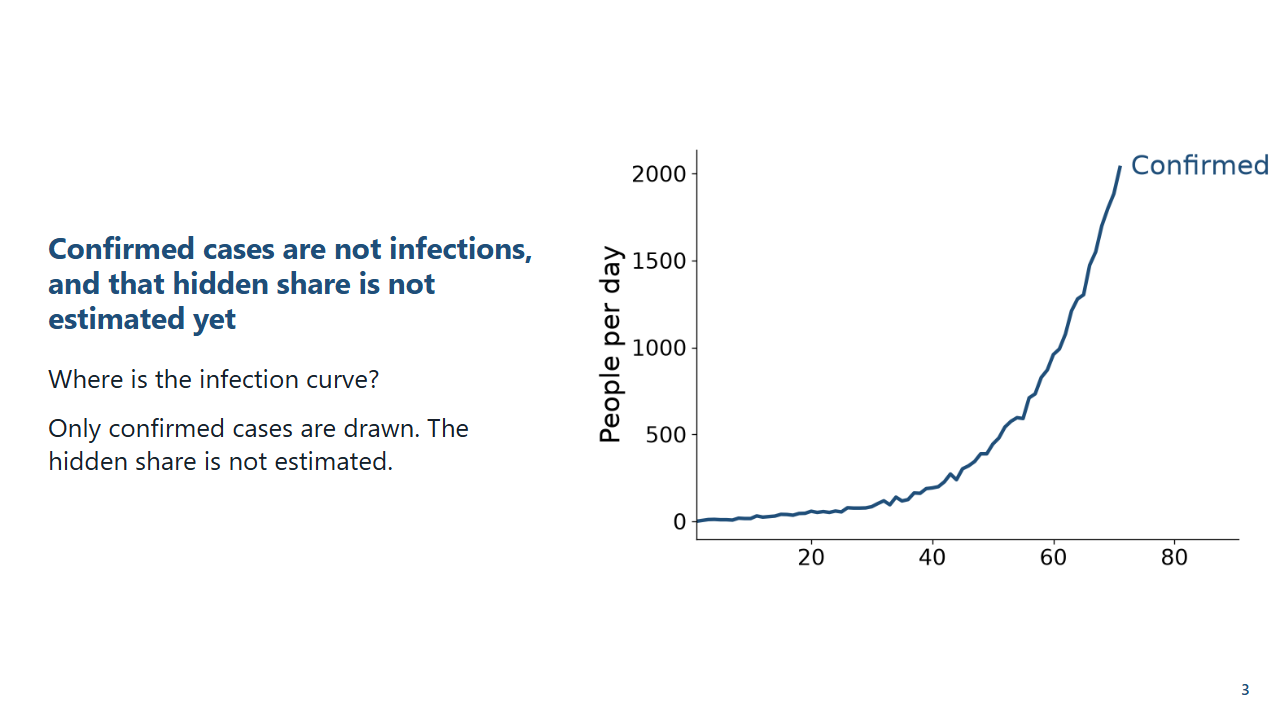 Confirmed cases are not infections,
and that hidden share is not
estimated yet
Where is the infection curve?
Only confirmed cases are drawn. The
hidden share is not estimated.
People per day
2000
1500
1000
500
0
20
40
60
80
Confirmed
3